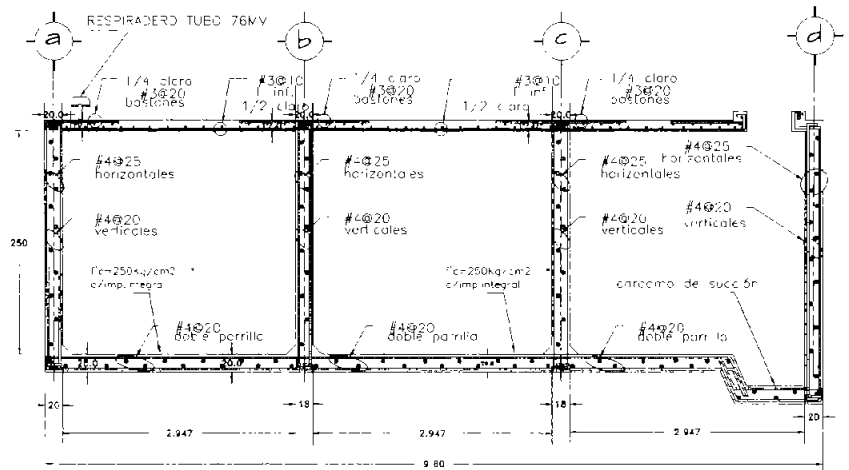 a
b
c
d
RESPIRADERO TUBO 76MM
1/4 claro
#3@20
bastones
#3@10
inf.
1/2 claro
1/4 claro
#3@20
bastones
#3@10
inf.
1/2 claro
1/4 claro
#3@20
bastones
20.0
20.0
20.0
#4@25
horizontales
#4@25
horizontales
#4@25
horizontales
#4@25
horizontales
#4@20
verticales
#4@20
verticales
#4@20
verticales
#4@20
verticales
250
f'c=250kg/cm2
c/imp.integral
f'c=250kg/cm2
c/imp.integral
carcamo de succión
#4@20
doble parrilla
#4@20
doble parrilla
#4@20
doble parrilla
20.0
20
18
18
20
2.947
2.947
2.947
9.80